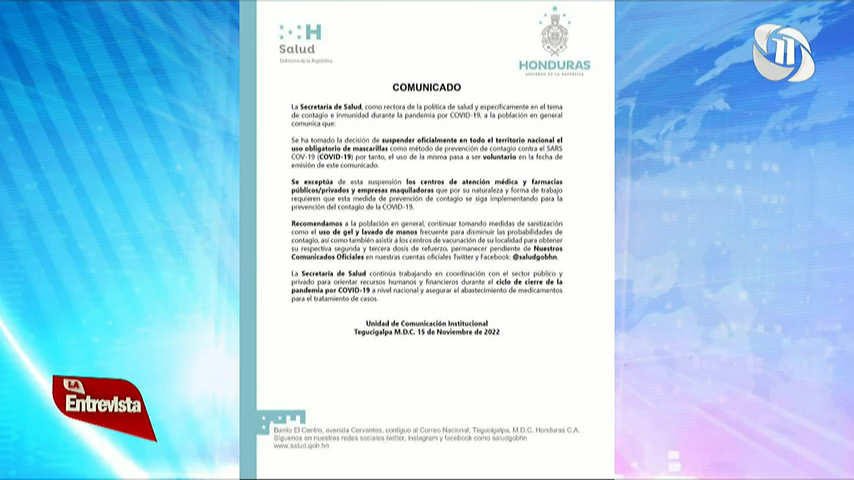 H
Salud
Gobierno de la República
HONDURAS
GOBIERNO DE LA REPÚBLICA
11
COMUNICADO
La Secretaría de Salud, como rectora de la política de salud y específicamente en el tema
de contagio e inmunidad durante la pandemia por COVID-19, a la población en general
comunica que:
Se ha tomado la decisión de suspender oficialmente en todo el territorio nacional el
uso obligatorio de mascarillas como método de prevención de contagio contra el SARS
COV-19 (COVID-19) por tanto, el uso de la misma pasa a ser voluntario en la fecha de
emisión de este comunicado.
Se exceptúa de esta suspensión los centros de atención médica y farmacias
públicos/privados y empresas maquiladoras que por su naturaleza y forma de trabajo
requieren que esta medida de prevención de contagio se siga implementando para la
prevención del contagio de la COVID-19.
Recomendamos a la población en general, continuar tomando medidas de sanitización
como el uso de gel y lavado de manos frecuente para disminuir las probabilidades de
contagio, así como también asistir a los centros de vacunación de su localidad para obtener
su respectiva segunda y tercera dosis de refuerzo, permanecer pendiente de Nuestros
Comunicados Oficiales en nuestras cuentas oficiales Twitter y Facebook: @saludgobhn.
La Secretaría de Salud continúa trabajando en coordinación con el sector público y
privado para orientar recursos humanos y financieros durante el ciclo de cierre de la
pandemia por COVID-19 a nivel nacional y asegurar el abastecimiento de medicamentos
para el tratamiento de casos.
Unidad de Comunicación Institucional
Tegucigalpa M.D.C. 15 de Noviembre de 2022
LA
Entrevista
Barrio El Centro, avenida Cervantes, contiguo al Correo Nacional, Tegucigalpa, M.D.C. Honduras C.A.
Síguenos en nuestras redes sociales twitter, instagram y facebook como saludgobhn
www.salud.gob.hn